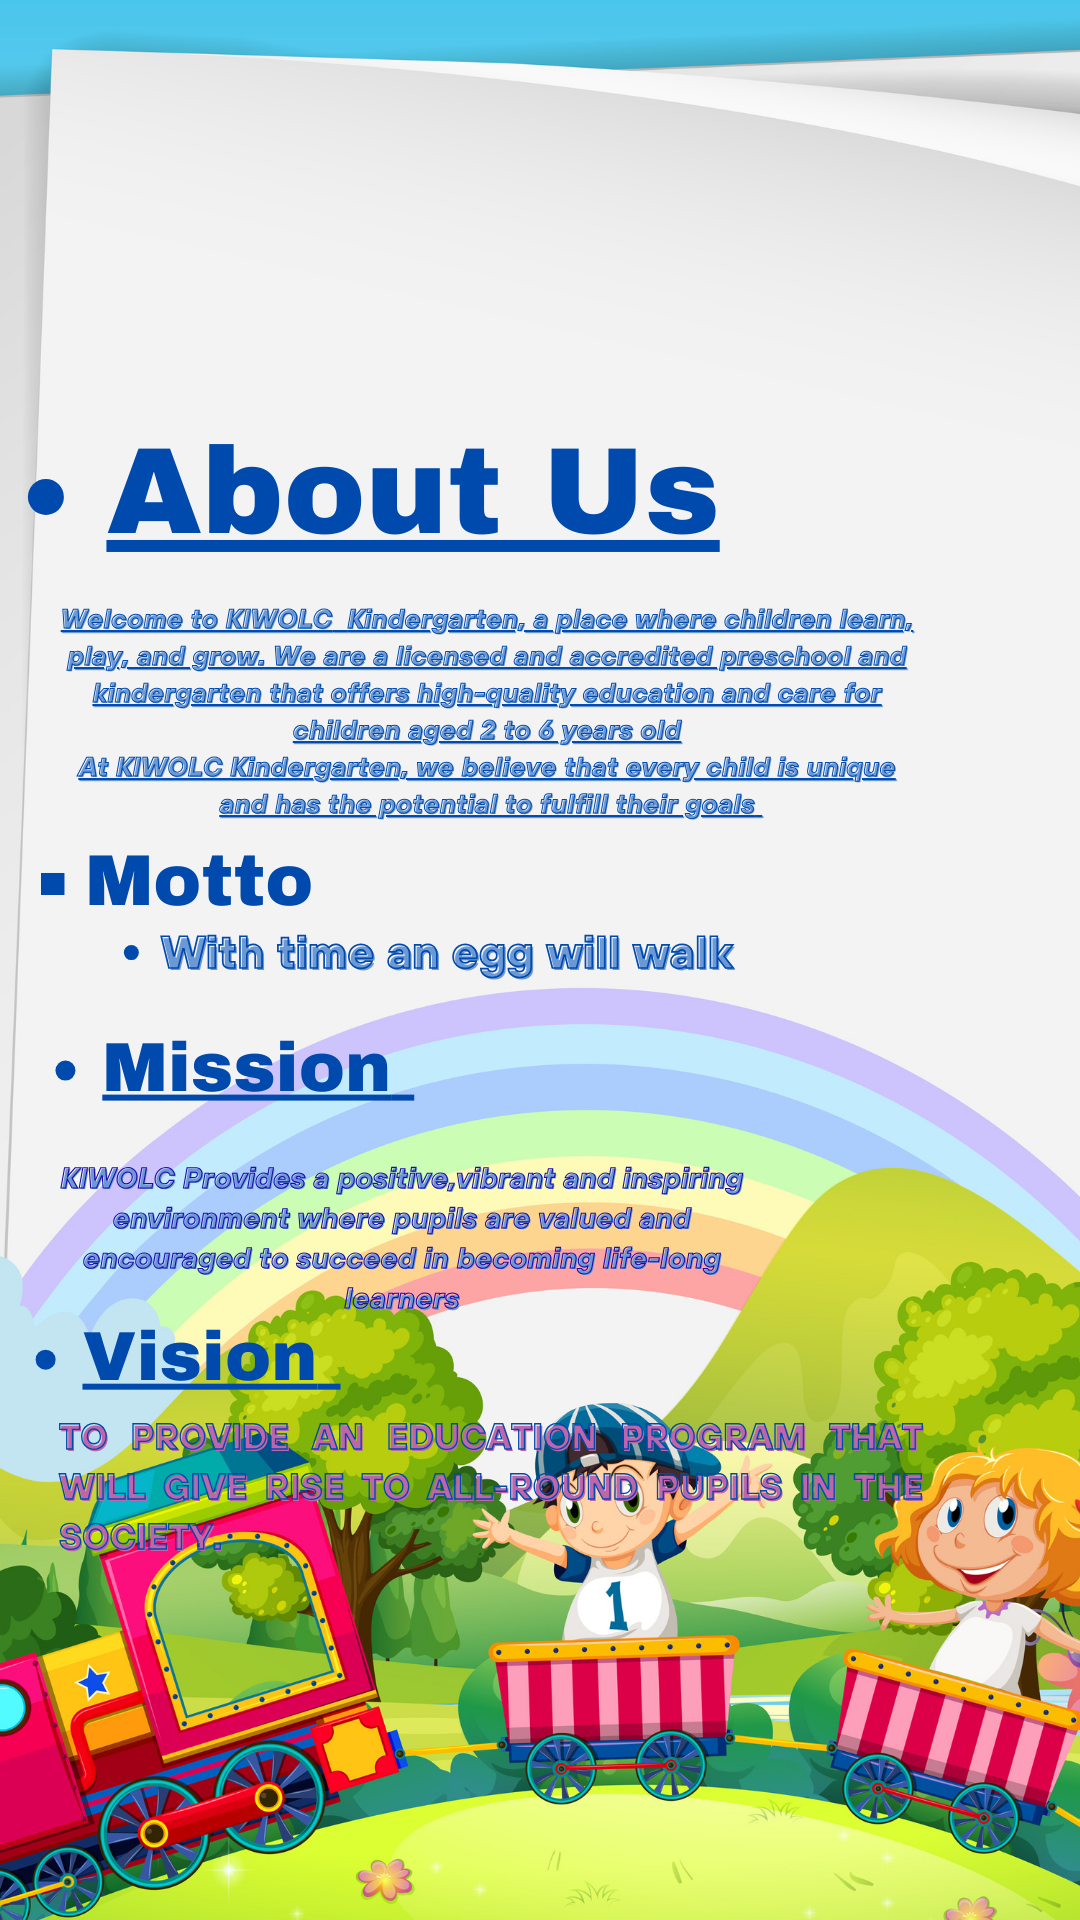 • About Us
Welcome to KIWOLC  Kindergarten, a place where children learn,
play, and grow. We are a licensed and accredited preschool and
kindergarten that offers high-quality education and care for
children aged 2 to 6 years old
At KIWOLC Kindergarten, we believe that every child is unique
and has the potential to fulfill their goals
▪ Motto
• With time an egg will walk
• Mission
KIWOLC Provides a positive,vibrant and inspiring
environment where pupils are valued and
encouraged to succeed in becoming life-long
learners
• Vision
TO PROVIDE AN EDUCATION PROGRAM THAT
WILL GIVE RISE TO ALL-ROUND PUPILS IN THE
SOCIETY.
1